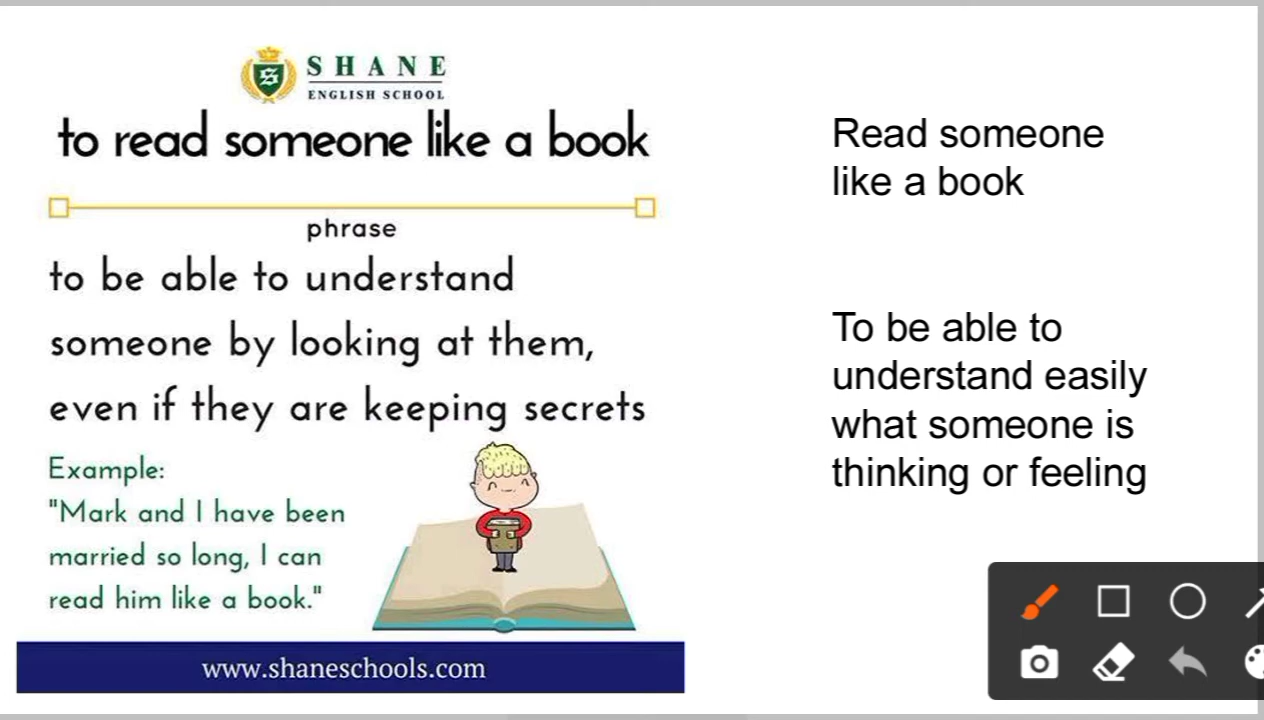 SHANE
ENGLISH SCHOOL
to read someone like a book
phrase
to be able to understand
someone by looking at them,
even if they are keeping secrets
Example:
"Mark and I have been
married so long, I can
read him like a book."
www.shaneschools.com
Read someone
like a book
To be able to
understand easily
what someone is
thinking or feeling